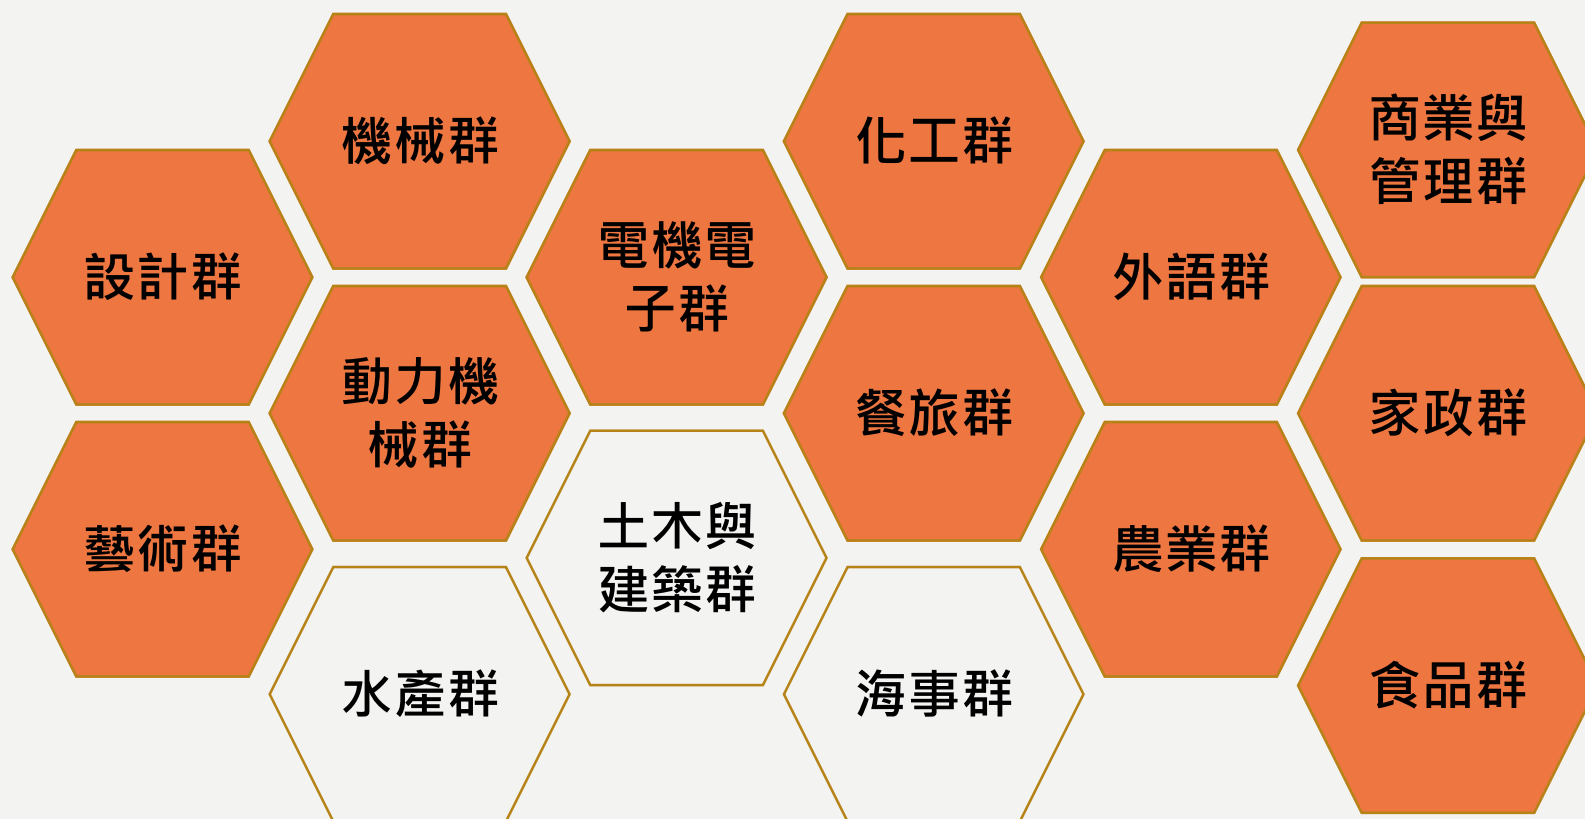 機械群
化工群
商業與
管理群
設計群
電機電
子群
外語群
動力機
械群
餐旅群
家政群
藝術群
土木與
建築群
農業群
水產群
海事群
食品群